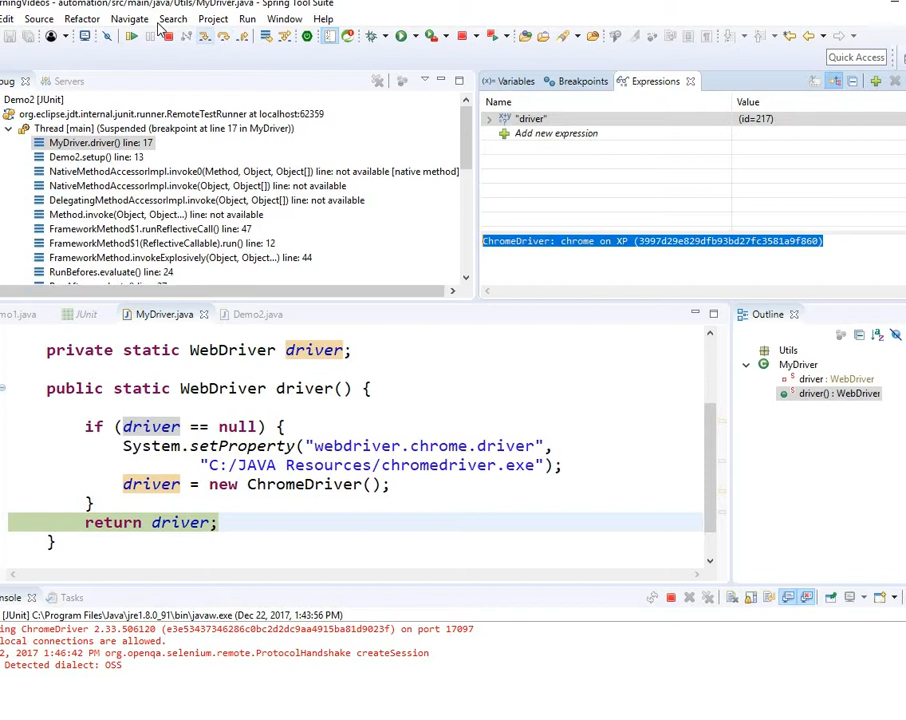 rningVideos - automation/src/main/java/Utils/MyDriver.java - Spring Tool Suite
Edit Source Refactor Navigate Search Project Run Window Help
Quick Access
bug Servers
Demo2 [JUnit]
org.eclipse.jdt.internal.junit.runner.RemoteTestRunner at localhost:62359
Thread [main] (Suspended (breakpoint at line 17 in MyDriver))
MyDriver.driver() line: 17
Demo2.setup() line: 13
NativeMethodAccessorImpl.invoke0(Method, Object, Object[]) line: not available [native method]
NativeMethodAccessorImpl.invoke(Object, Object[]) line: not available
DelegatingMethodAccessorImpl.invoke(Object, Object[]) line: not available
Method.invoke(Object, Object...) line: not available
FrameworkMethod$1.runReflectiveCall() line: 47
FrameworkMethod$1(ReflectiveCallable).run() line: 12
FrameworkMethod.invokeExplosively(Object, Object...) line: 44
RunBefores.evaluate() line: 24
(x)= Variables Breakpoints Expressions
Name Value
"driver" (id=217)
Add new expression
ChromeDriver: chrome on XP (3997d29e829dfb93bd27fc3581a9f860)
mo1.java JUnit MyDriver.java Demo2.java
private static WebDriver driver;
public static WebDriver driver() {
if (driver == null) {
System.setProperty("webdriver.chrome.driver",
"C:/JAVA Resources/chromedriver.exe");
driver = new ChromeDriver();
}
return driver;
}
Outline
Utils
MyDriver
driver : WebDriver
driver() : WebDriver
onsole Tasks
[JUnit] C:\Program Files\Java\jre1.8.0_91\bin\javaw.exe (Dec 22, 2017, 1:43:56 PM)
ing ChromeDriver 2.33.506120 (e3e53437346286c0bc2d2dc9aa4915ba81d9023f) on port 17097
local connections are allowed.
2, 2017 1:46:42 PM org.openqa.selenium.remote.ProtocolHandshake createSession
Detected dialect: OSS